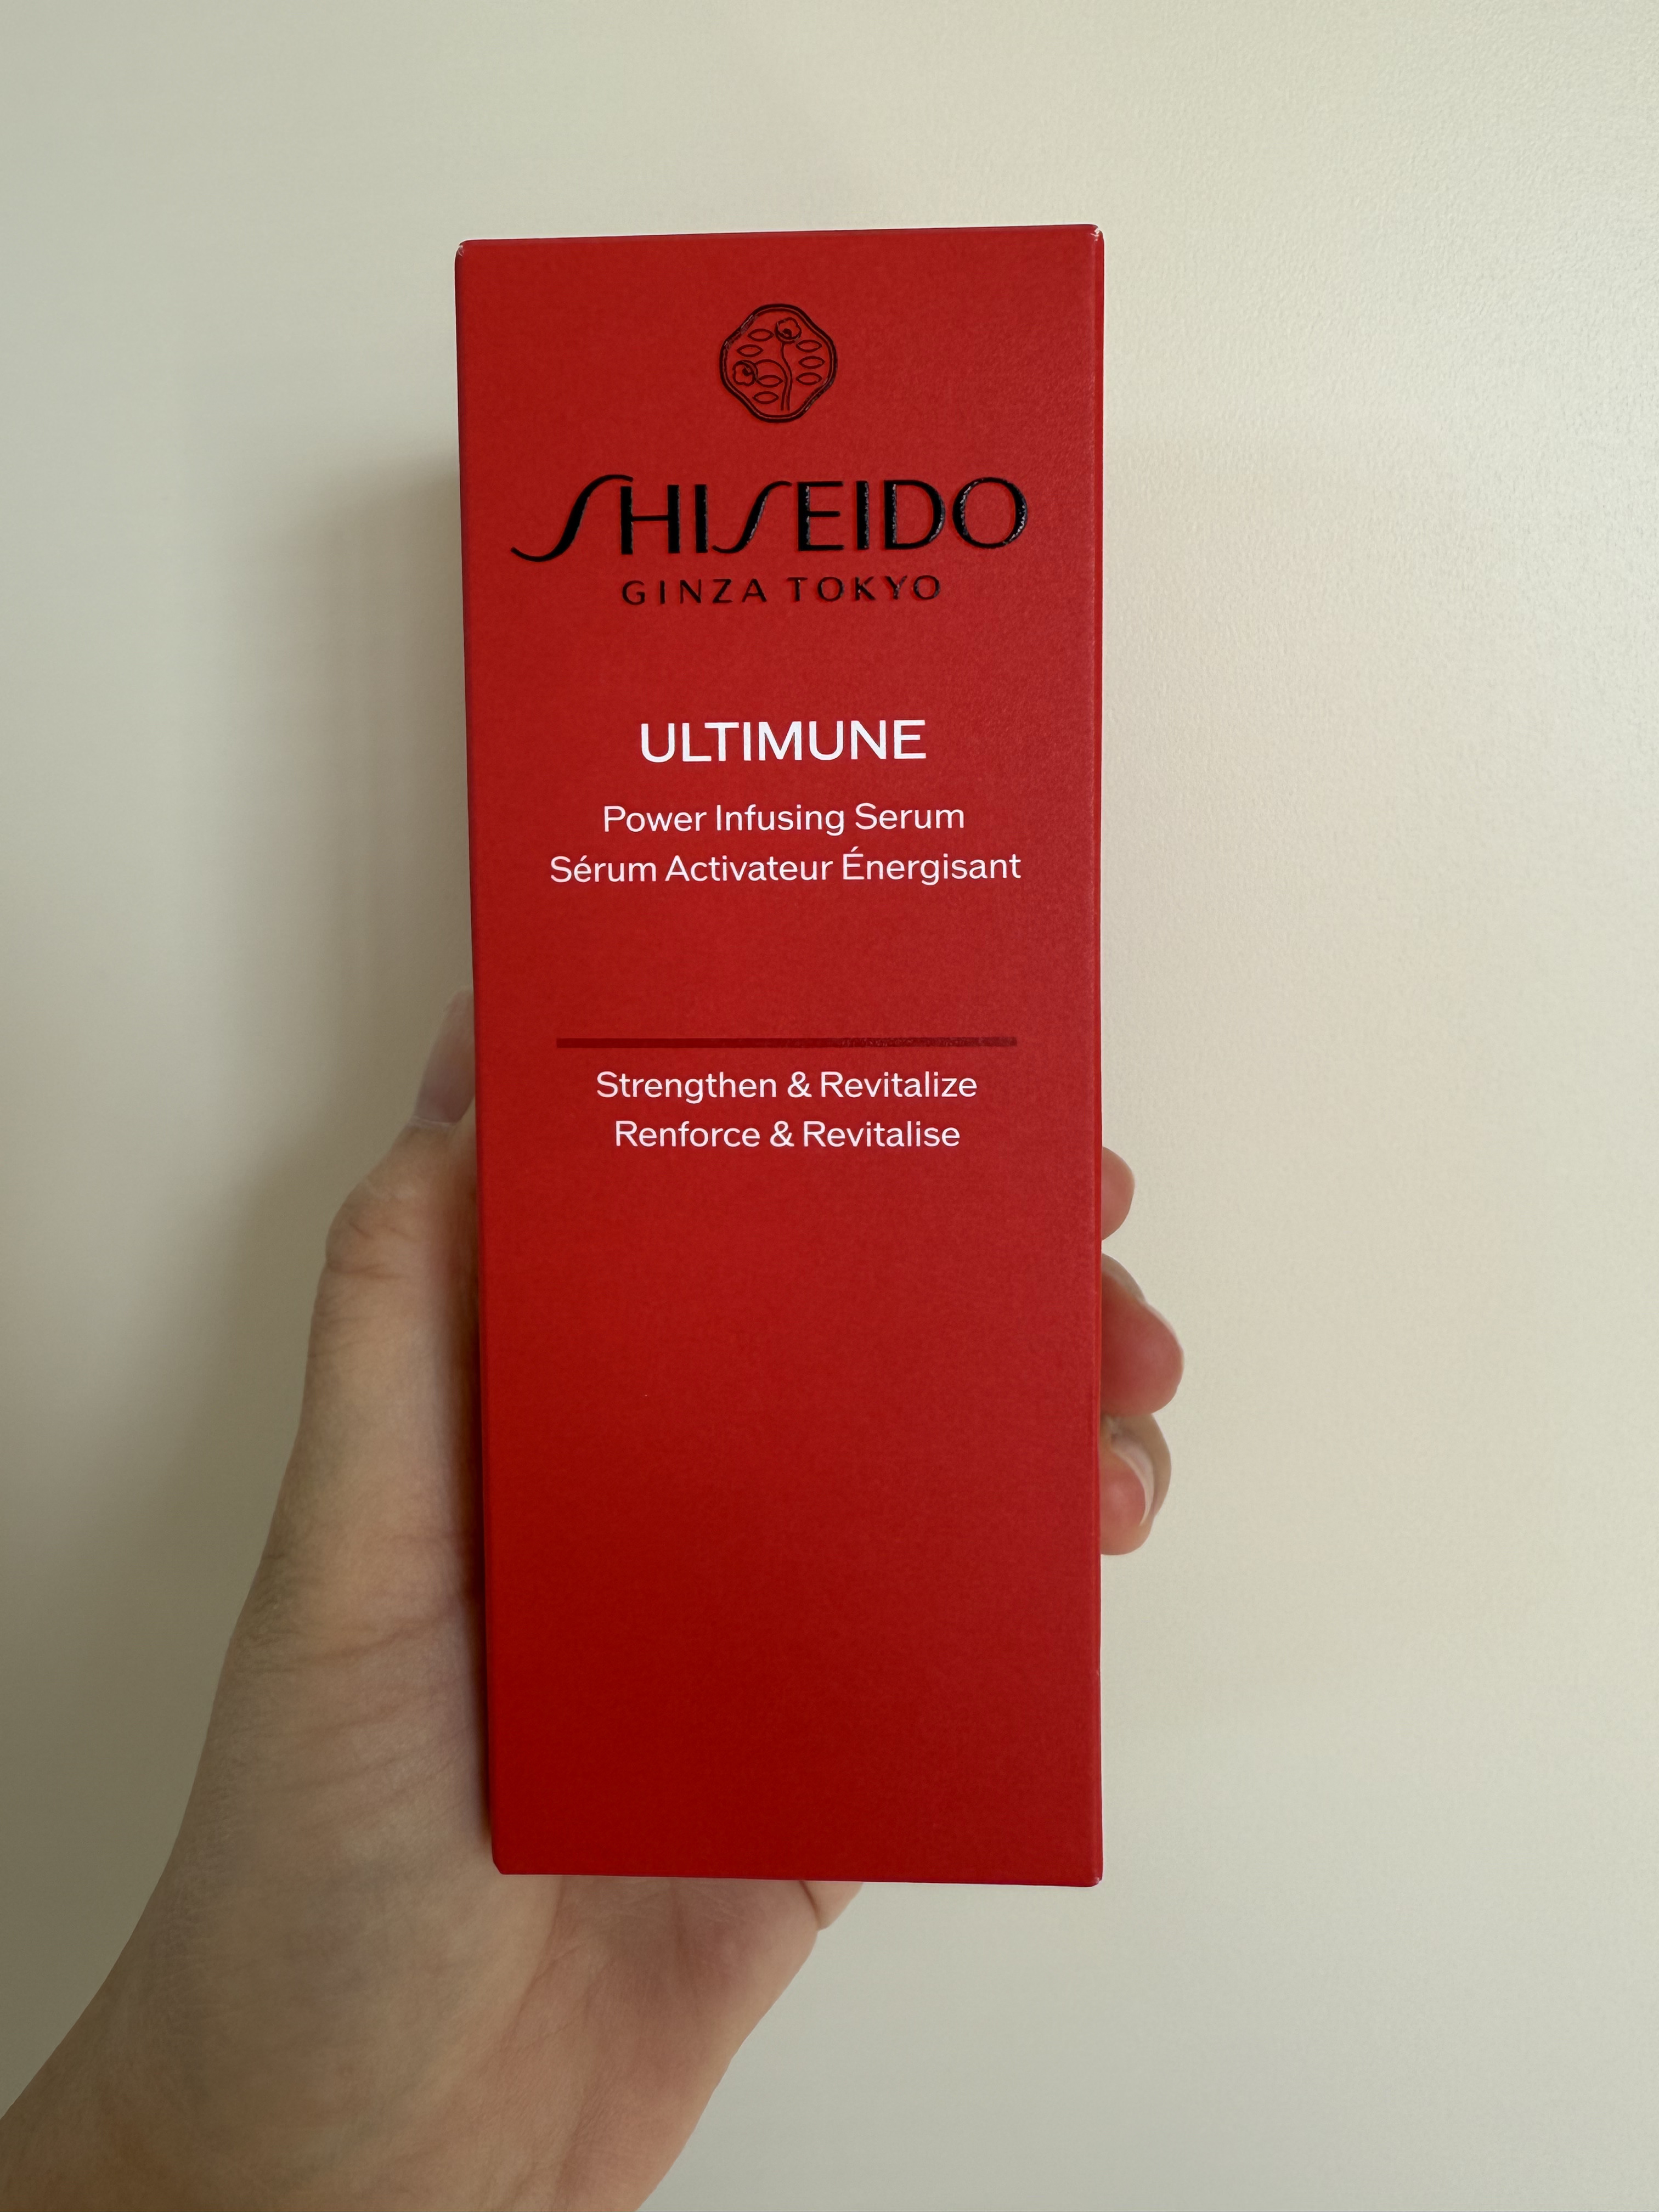 SHISEIDO
GINZA TOKYO
ULTIMUNE
Power Infusing Serum
Sérum Activateur Énergisant
Strengthen & Revitalize
Renforce & Revitalise